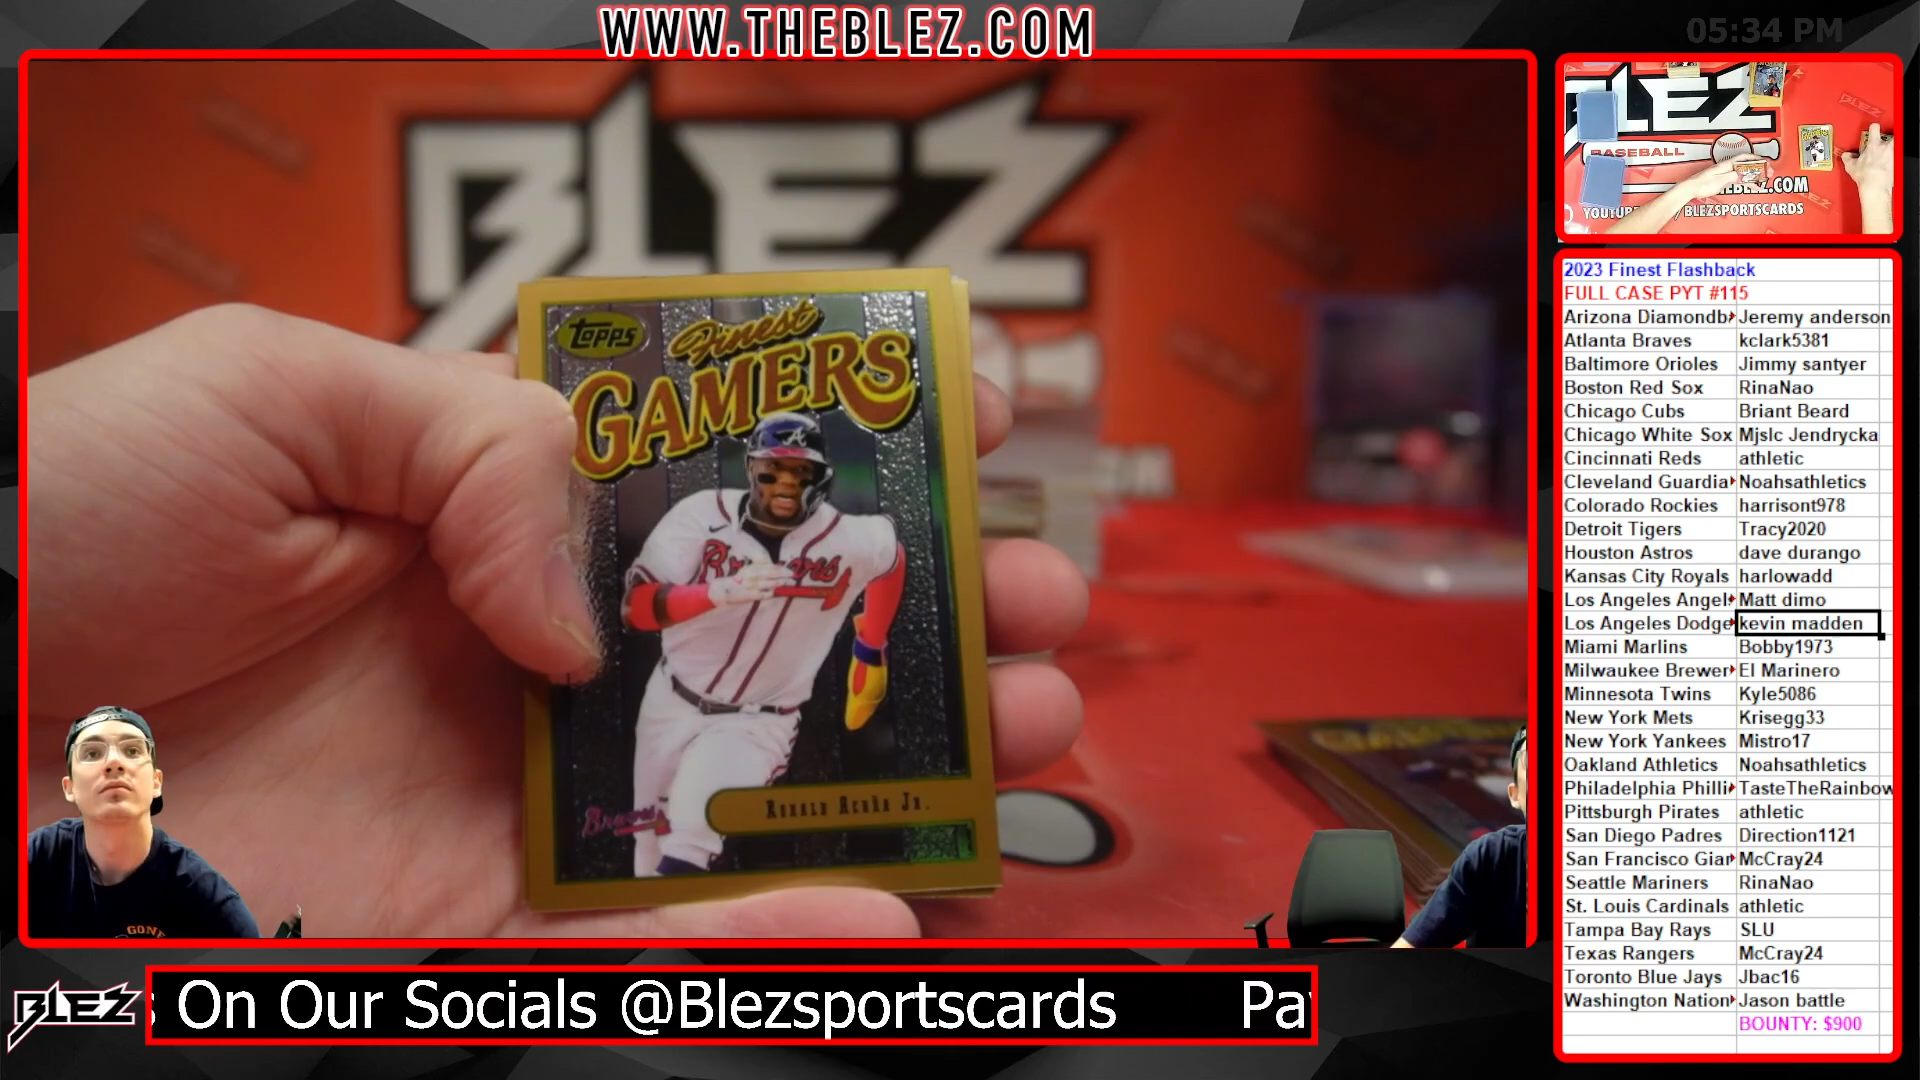 WWW.THEBLEZ.COM
05:34 PM
BLEZ
Topps
Finest
GAMERS
Braves
Ronald Acuña Jr.
Braves
GONE
BLEZ
BASEBALL
BLEZ
YOUTUBE
/BLEZSPORTSCARDS
2023 Finest Flashback
FULL CASE PYT #115
Arizona Diamondb Jeremy anderson
Atlanta Braves kclark5381
Baltimore Orioles Jimmy santyer
Boston Red Sox RinaNao
Chicago Cubs Briant Beard
Chicago White Sox Mjslc Jendrycka
Cincinnati Reds athletic
Cleveland Guardia Noahsathletics
Colorado Rockies harrisont978
Detroit Tigers Tracy2020
Houston Astros dave durango
Kansas City Royals harlowadd
Los Angeles Angel Matt dimo
Los Angeles Dodge kevin madden
Miami Marlins Bobby1973
Milwaukee Brewer El Marinero
Minnesota Twins Kyle5086
New York Mets Krisegg33
New York Yankees Mistro17
Oakland Athletics Noahsathletics
Philadelphia Philli TasteTheRainbow
Pittsburgh Pirates athletic
San Diego Padres Direction1121
San Francisco Gian McCray24
Seattle Mariners RinaNao
St. Louis Cardinals athletic
Tampa Bay Rays SLU
Texas Rangers McCray24
Toronto Blue Jays Jbac16
Washington Nation Jason battle
BOUNTY: $900
BLEZ
s On Our Socials @Blezsportscards Pa